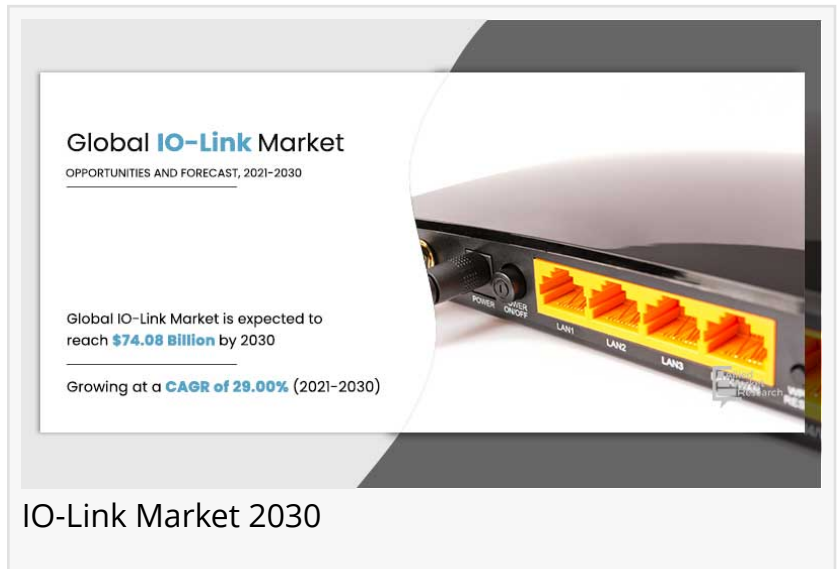 Global IO-Link Market
OPPORTUNITIES AND FORECAST, 2021-2030
Global IO-Link Market is expected to
reach $74.08 Billion by 2030
Growing at a CAGR of 29.00% (2021-2030)
POWER
POWER
ON/OFF
LAN1
LAN2
LAN3
Research
IO-Link Market 2030